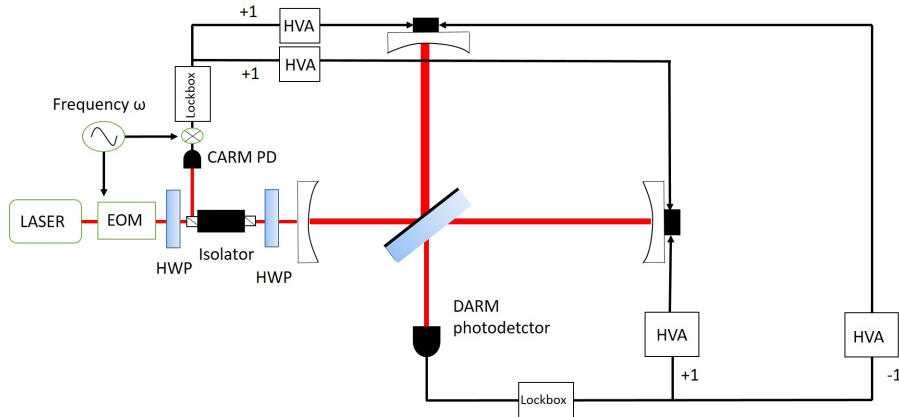 +1
HVA
+1
HVA
Lockbox
Frequency ω
CARM PD
LASER
EOM
HWP
Isolator
HWP
DARM
photodetctor
HVA
HVA
+1
-1
Lockbox